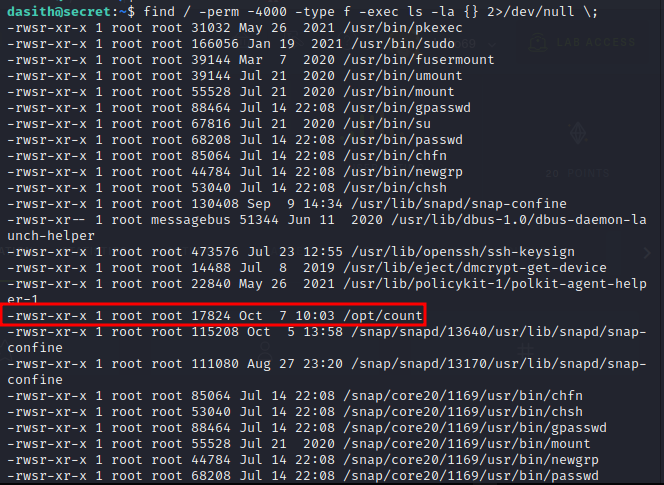 dasith@secret:~$ find / -perm -4000 -type f -exec ls -la {} 2>/dev/null \;
-rwsr-xr-x 1 root root 31032 May 26  2021 /usr/bin/pkexec
-rwsr-xr-x 1 root root 166056 Jan 19  2021 /usr/bin/sudo
-rwsr-xr-x 1 root root 39144 Mar  7  2020 /usr/bin/fusermount
-rwsr-xr-x 1 root root 39144 Jul 21  2020 /usr/bin/umount
-rwsr-xr-x 1 root root 55528 Jul 21  2020 /usr/bin/mount
-rwsr-xr-x 1 root root 88464 Jul 14 22:08 /usr/bin/gpasswd
-rwsr-xr-x 1 root root 67816 Jul 21  2020 /usr/bin/su
-rwsr-xr-x 1 root root 68208 Jul 14 22:08 /usr/bin/passwd
-rwsr-xr-x 1 root root 85064 Jul 14 22:08 /usr/bin/chfn
-rwsr-xr-x 1 root root 44784 Jul 14 22:08 /usr/bin/newgrp
-rwsr-xr-x 1 root root 53040 Jul 14 22:08 /usr/bin/chsh
-rwsr-xr-x 1 root root 130408 Sep  9 14:34 /usr/lib/snapd/snap-confine
-rwsr-xr-- 1 root messagebus 51344 Jun 11  2020 /usr/lib/dbus-1.0/dbus-daemon-la
unch-helper
-rwsr-xr-x 1 root root 473576 Jul 23 12:55 /usr/lib/openssh/ssh-keysign
-rwsr-xr-x 1 root root 14488 Jul  8  2019 /usr/lib/eject/dmcrypt-get-device
-rwsr-xr-x 1 root root 22840 May 26  2021 /usr/lib/policykit-1/polkit-agent-help
er-1
-rwsr-xr-x 1 root root 17824 Oct  7 10:03 /opt/count
-rwsr-xr-x 1 root root 115208 Oct  5 13:58 /snap/snapd/13640/usr/lib/snapd/snap-
confine
-rwsr-xr-x 1 root root 111080 Aug 27 23:20 /snap/snapd/13170/usr/lib/snapd/snap-
confine
-rwsr-xr-x 1 root root 85064 Jul 14 22:08 /snap/core20/1169/usr/bin/chfn
-rwsr-xr-x 1 root root 53040 Jul 14 22:08 /snap/core20/1169/usr/bin/chsh
-rwsr-xr-x 1 root root 88464 Jul 14 22:08 /snap/core20/1169/usr/bin/gpasswd
-rwsr-xr-x 1 root root 55528 Jul 21  2020 /snap/core20/1169/usr/bin/mount
-rwsr-xr-x 1 root root 44784 Jul 14 22:08 /snap/core20/1169/usr/bin/newgrp
-rwsr-xr-x 1 root root 68208 Jul 14 22:08 /snap/core20/1169/usr/bin/passwd
LAB ACCESS
20 POINTS